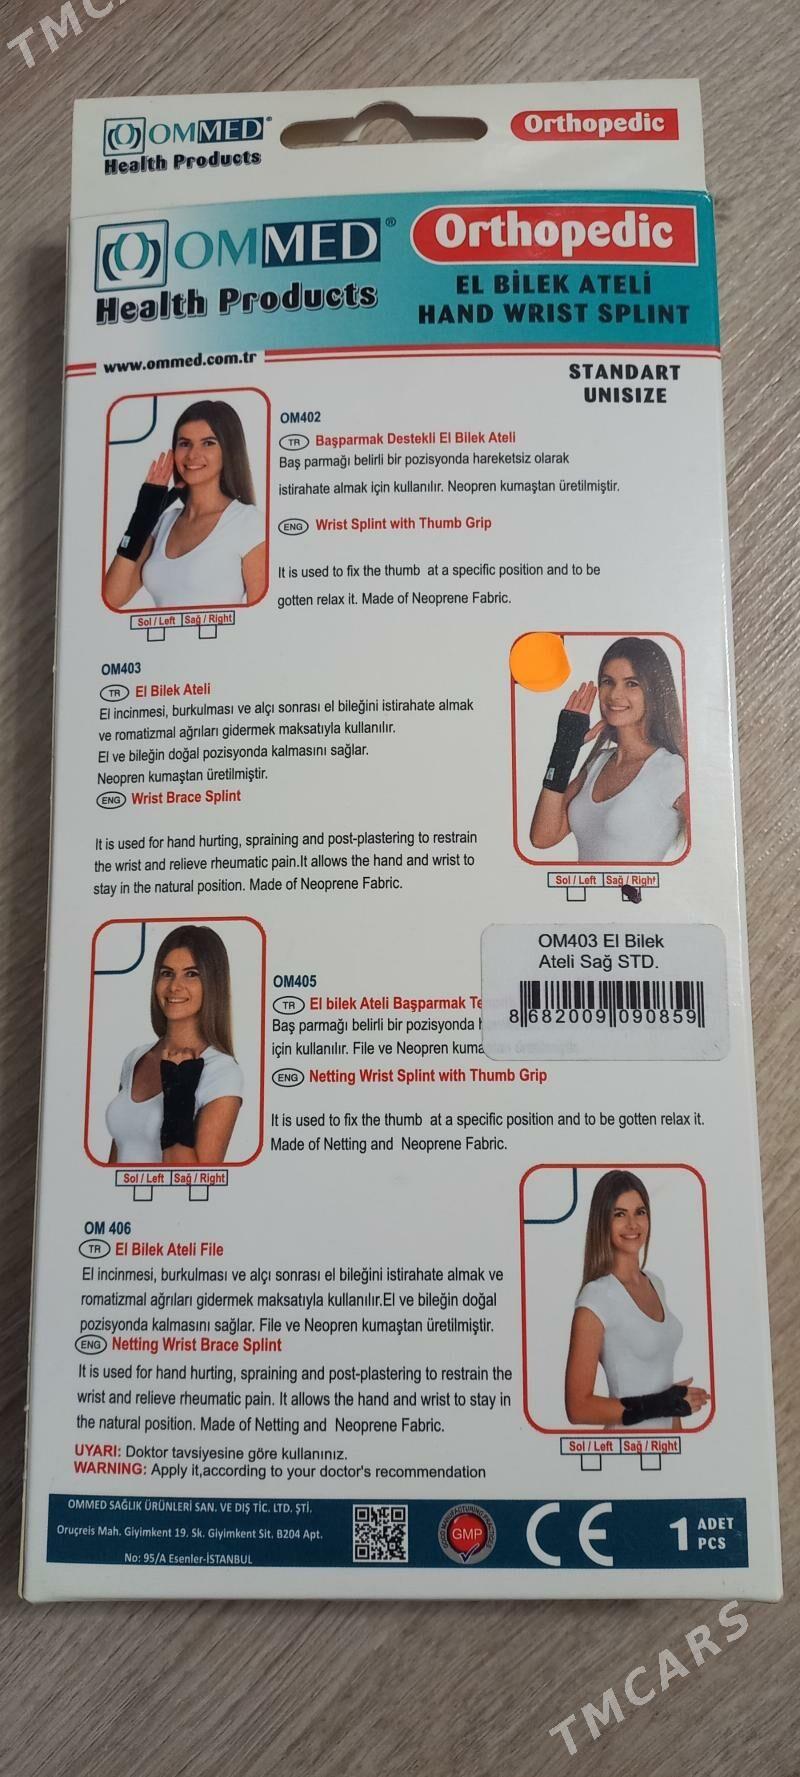 TMCA
OMMED®
Health Products
Orthopedic
OMMED®
Health Products
Orthopedic
EL BİLEK ATELİ
HAND WRIST SPLINT
www.ommed.com.tr
STANDART
UNISIZE
OM402
TR Başparmak Destekli El Bilek Ateli
Baş parmağı belirli bir pozisyonda hareketsiz olarak
istirahate almak için kullanılır. Neopren kumaştan üretilmiştir.
ENG Wrist Splint with Thumb Grip
It is used to fix the thumb at a specific position and to be
gotten relax it. Made of Neoprene Fabric.
Sol / Left Sağ / Right
OM403
TR El Bilek Ateli
El incinmesi, burkulması ve alçı sonrası el bileğini istirahate almak
ve romatizmal ağrıları gidermek maksatıyla kullanılır.
El ve bileğin doğal pozisyonda kalmasını sağlar.
Neopren kumaştan üretilmiştir.
ENG Wrist Brace Splint
It is used for hand hurting, spraining and post-plastering to restrain
the wrist and relieve rheumatic pain.It allows the hand and wrist to
stay in the natural position. Made of Neoprene Fabric.
Sol / Left Sağ / Right
OM403 El Bilek
Ateli Sağ STD.
8 682009 090859
OM405
TR El bilek Ateli Başparmak
Baş parmağı belirli bir pozisyonda
için kullanılır. File ve Neopren
ENG Netting Wrist Splint with Thumb Grip
It is used to fix the thumb at a specific position and to be gotten relax it.
Made of Netting and Neoprene Fabric.
Sol / Left Sağ / Right
OM 406
TR El Bilek Ateli File
El incinmesi, burkulması ve alçı sonrası el bileğini istirahate almak ve
romatizmal ağrıları gidermek maksatıyla kullanılır.El ve bileğin doğal
pozisyonda kalmasını sağlar. File ve Neopren kumaştan üretilmiştir.
ENG Netting Wrist Brace Splint
It is used for hand hurting, spraining and post-plastering to restrain the
wrist and relieve rheumatic pain. It allows the hand and wrist to stay in
the natural position. Made of Netting and Neoprene Fabric.
Sol / Left Sağ / Right
UYARI: Doktor tavsiyesine göre kullanınız.
WARNING: Apply it,according to your doctor's recommendation
OMMED SAĞLIK ÜRÜNLERİ SAN. VE DIŞ TİC. LTD. ŞTİ.
Oruçreis Mah. Giyimkent 19. Sk. Giyimkent Sit. B204 Apt.
No: 95/A Esenler-İSTANBUL
GOOD MANUFACTURING PRACTICES
GMP
CE
1 ADET
PCS
TMCARS